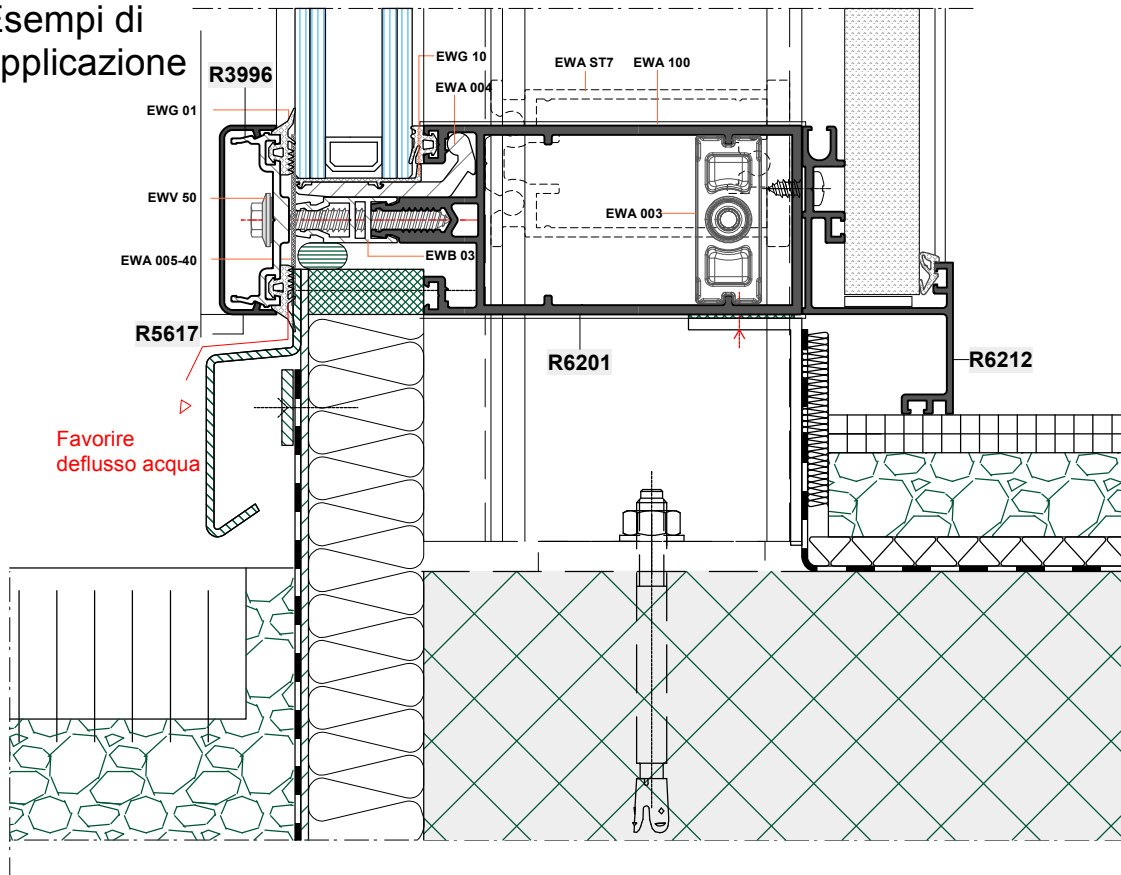 Esempi di
applicazione
R3996
EWG 10
EWA ST7
EWA 100
EWA 004
EWG 01
EWV 50
EWA 003
EWA 005-40
EWB 03
R5617
R6201
R6212
Favorire
deflusso acqua